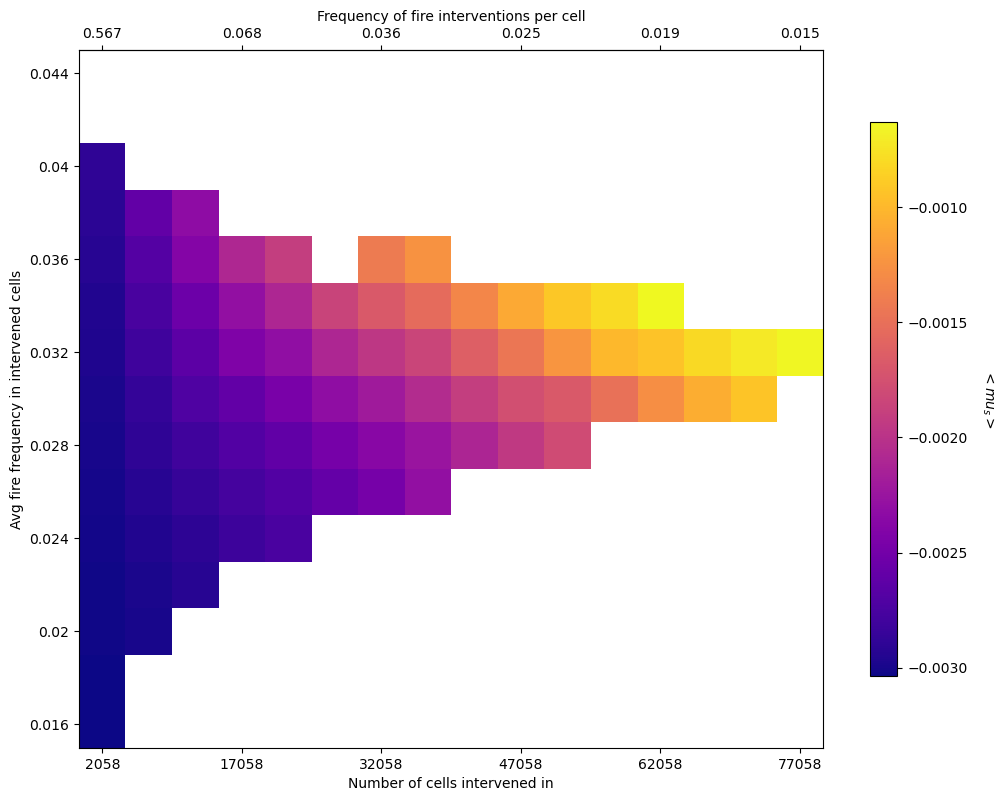 Frequency of fire interventions per cell
0.567 0.068 0.036 0.025 0.019 0.015
0.044
0.04
0.036
0.032
0.028
0.024
0.02
0.016
Avg fire frequency in intervened cells
2058 17058 32058 47058 62058 77058
Number of cells intervened in
−0.0010
−0.0015
−0.0020
−0.0025
−0.0030
< mu_s >